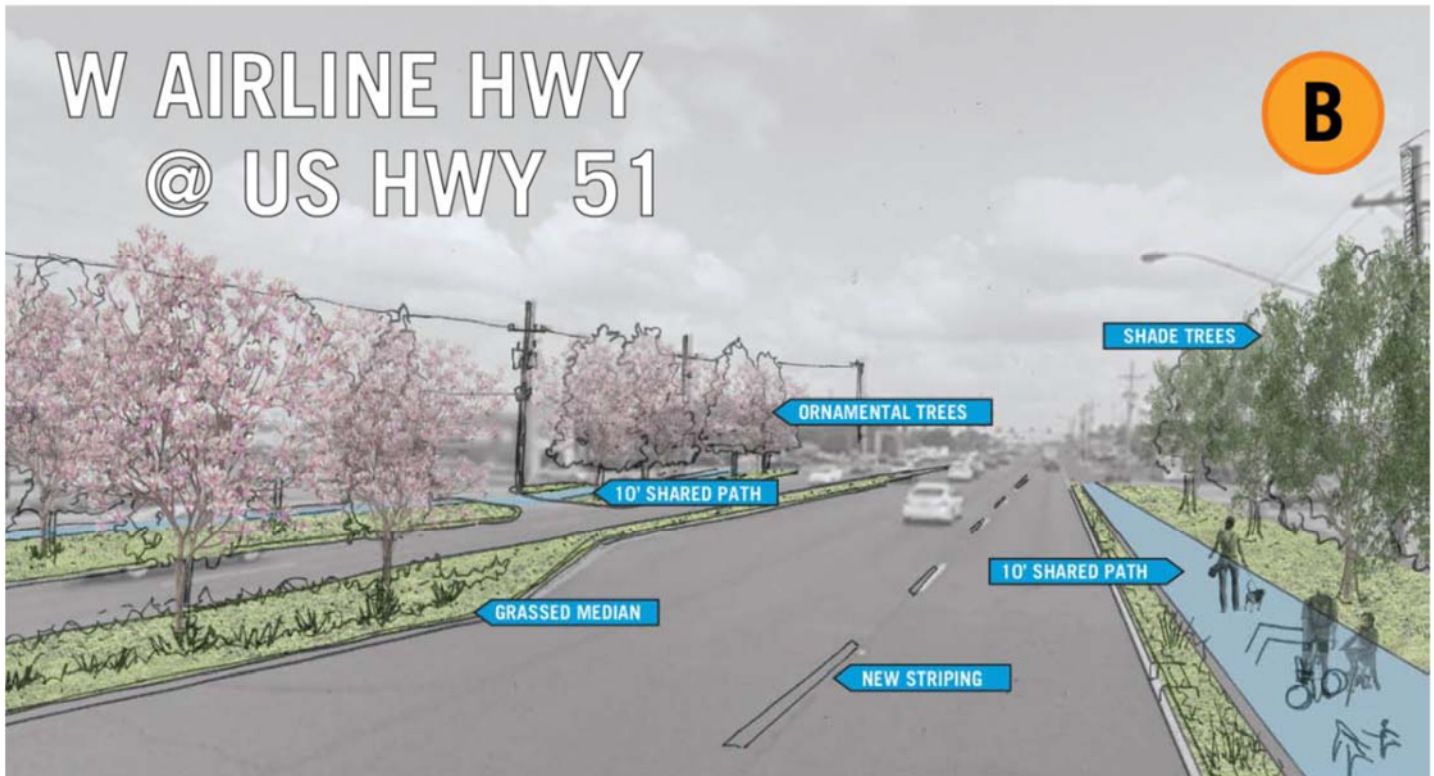 W AIRLINE HWY
@ US HWY 51
B
SHADE TREES
ORNAMENTAL TREES
10' SHARED PATH
10' SHARED PATH
GRASSED MEDIAN
NEW STRIPING